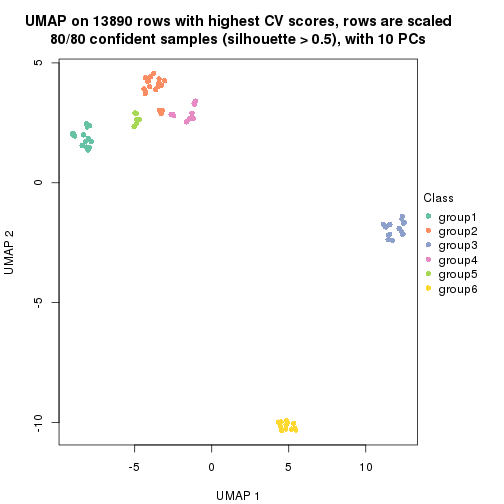 UMAP on 13890 rows with highest CV scores, rows are scaled
80/80 confident samples (silhouette > 0.5), with 10 PCs
5
0
-5
-10
UMAP 2
-5
0
5
10
UMAP 1
Class
group1
group2
group3
group4
group5
group6